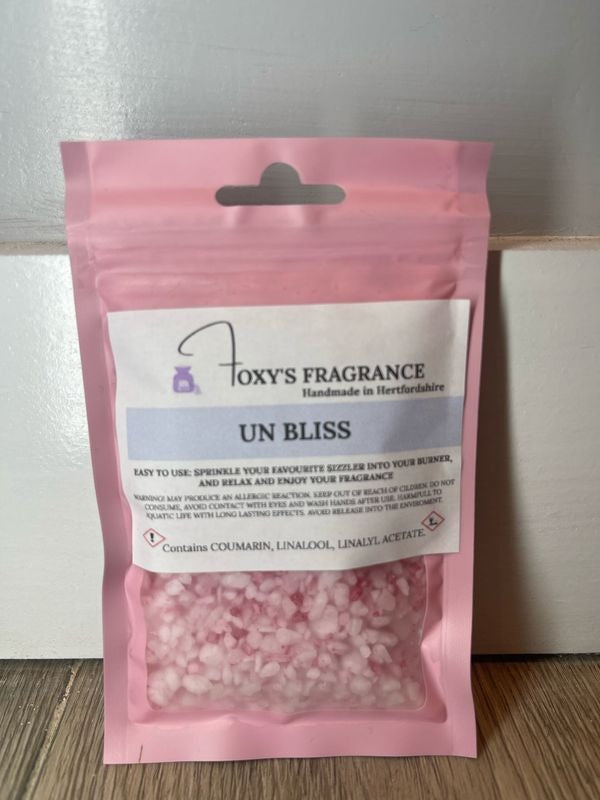 FOXY'S FRAGRANCE
Handmade in Hertfordshire
UN BLISS
EASY TO USE: SPRINKLE YOUR FAVOURITE SIZZLER INTO YOUR BURNER,
AND RELAX AND ENJOY YOUR FRAGRANCE
WARNING! MAY PRODUCE AN ALLERGIC REACTION. KEEP OUT OF REACH OF CILDREN. DO NOT
CONSUME, AVOID CONTACT WITH EYES AND WASH HANDS AFTER USE. HARMFULL TO
AQUATIC LIFE WITH LONG LASTING EFFECTS. AVOID RELEASE INTO THE ENVIROMENT.
Contains COUMARIN, LINALOOL, LINALYL ACETATE.